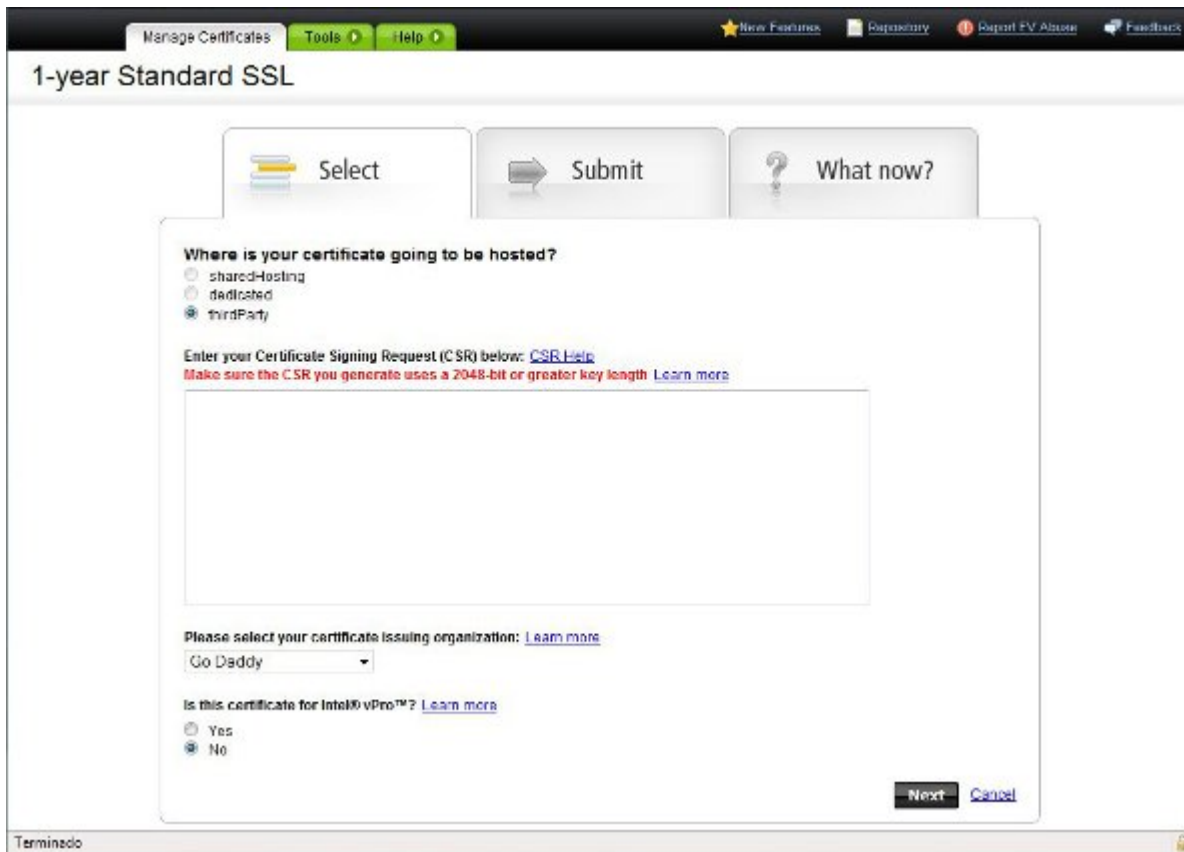 Manage Certificates Tools Help New Features Repository Report EV Abuse Feedback
1-year Standard SSL
Select Submit What now?
Where is your certificate going to be hosted?
sharedHosting
dedicated
thirdParty
Enter your Certificate Signing Request (CSR) below: CSR Help
Make sure the CSR you generate uses a 2048-bit or greater key length Learn more
Please select your certificate issuing organization: Learn more
Go Daddy
Is this certificate for Intel® vPro™? Learn more
Yes
No
Next Cancel
Terminado